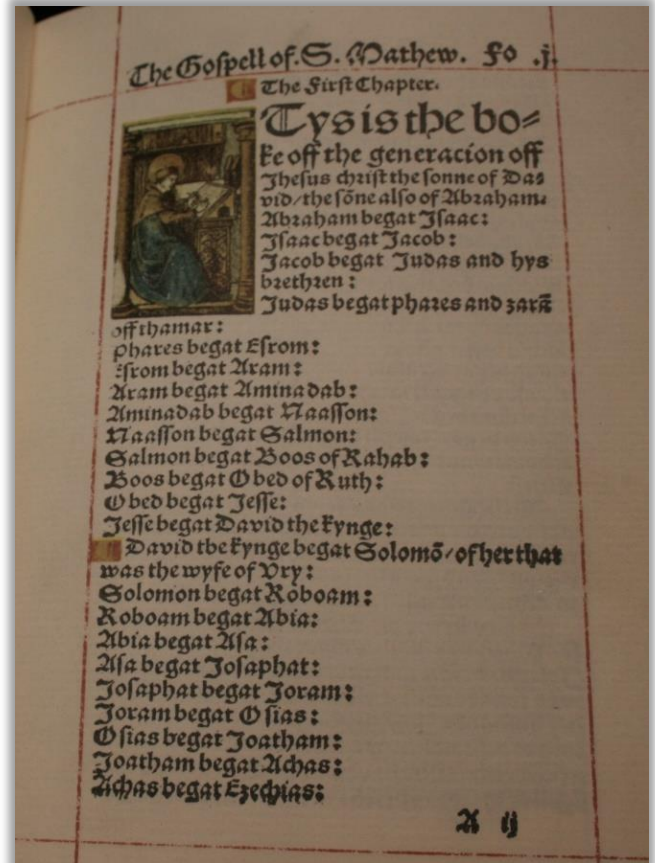 The Gospell of. S. Mathew. Fo .j.
The First Chapter.
Tys is the bo⸗
ke off the generacion off
Jhesus christ the sonne of Da⸗
vid/the sõne also of Abraham.
Abraham begat Isaac:
Isaac begat Jacob:
Jacob begat Judas and hys
brethren:
Judas begat phares and zarã
off thamar:
phares begat Esrom:
Esrom begat Aram:
Aram begat Aminadab:
Aminadab begat Naasson:
Naasson begat Salmon:
Salmon begat Boos of Rahab:
Boos begat Obed of Ruth:
Obed begat Jesse:
Jesse begat David the kynge:
David the kynge begat Solomõ/of her that
was the wyfe of Vry:
Solomon begat Roboam:
Roboam begat Abia:
Abia begat Asa:
Asa begat Josaphat:
Josaphat begat Joram:
Joram begat Osias:
Osias begat Joatham:
Joatham begat Achas:
Achas begat Ezechias:
A ij